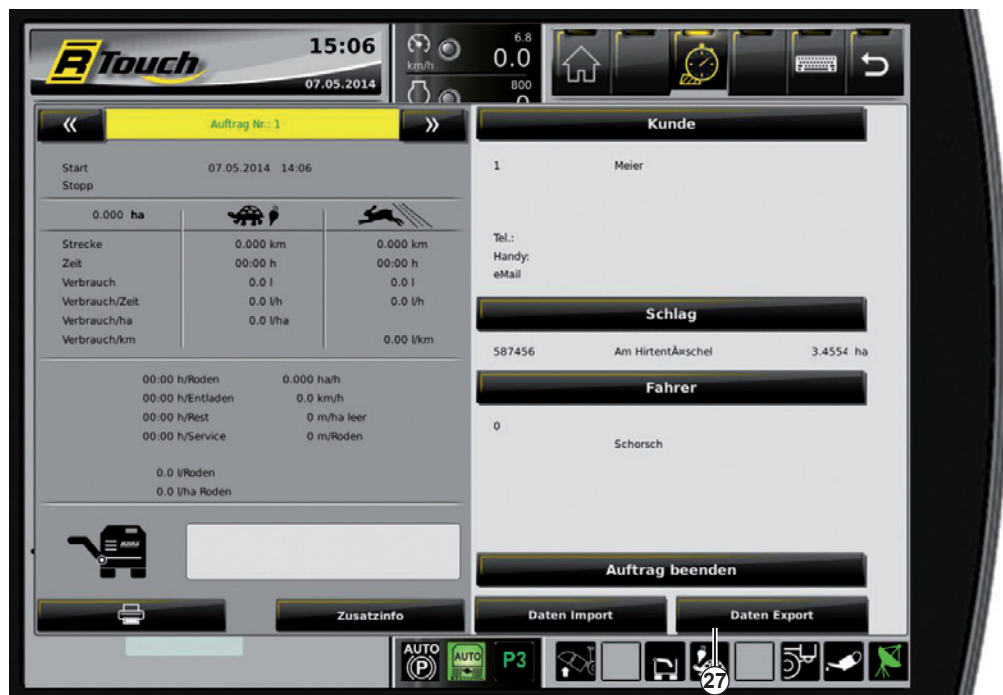 R Touch
15:06
07.05.2014
km/h
6.8
0.0
800
« Auftrag Nr.: 1 »
Start 07.05.2014 14:06
Stopp
0.000 ha
Strecke 0.000 km 0.000 km
Zeit 00:00 h 00:00 h
Verbrauch 0.0 l 0.0 l
Verbrauch/Zeit 0.0 l/h 0.0 l/h
Verbrauch/ha 0.0 l/ha
Verbrauch/km 0.00 l/km
00:00 h/Roden 0.000 ha/h
00:00 h/Entladen 0.0 km/h
00:00 h/Rest 0 m/ha leer
00:00 h/Service 0 m/Roden
0.0 l/Roden
0.0 l/ha Roden
Zusatzinfo
Kunde
1 Meier
Tel.:
Handy:
eMail
Schlag
587456 Am HirtentÃ¤schel 3.4554 ha
Fahrer
0
Schorsch
Auftrag beenden
Daten Import
Daten Export
AUTO
(P)
AUTO
P3
27